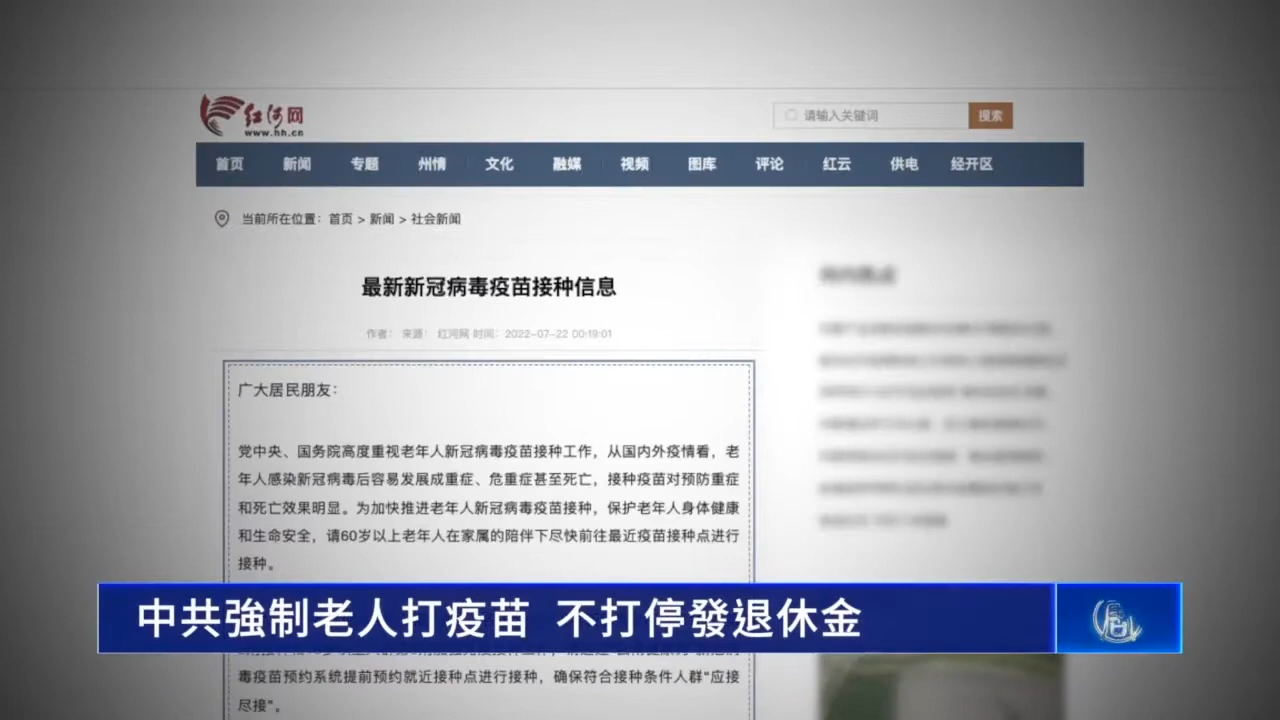 红河网
www.hh.cn
请输入关键词
搜索
首页 新闻 专题 州情 文化 融媒 视频 图库 评论 红云 供电 经开区
当前所在位置：首页 > 新闻 > 社会新闻
最新新冠病毒疫苗接种信息
作者： 来源： 红河网 时间：2022-07-22 00:19:01
广大居民朋友：
党中央、国务院高度重视老年人新冠病毒疫苗接种工作，从国内外疫情看，老
年人感染新冠病毒后容易发展成重症、危重症甚至死亡，接种疫苗对预防重症
和死亡效果明显。为加快推进老年人新冠病毒疫苗接种，保护老年人身体健康
和生命安全，请60岁以上老年人在家属的陪伴下尽快前往最近疫苗接种点进行
接种。
中共強制老人打疫苗 不打停發退休金
毒疫苗预约系统提前预约就近接种点进行接种，确保符合接种条件人群“应接
尽接”。